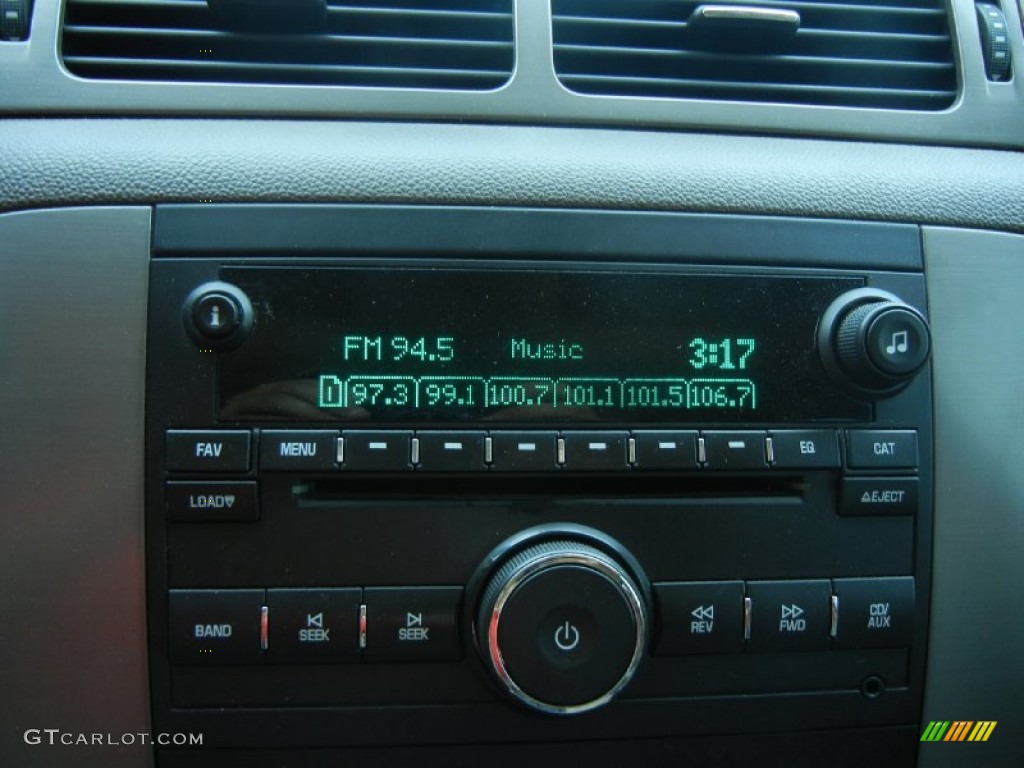 FM 94.5 Music 3:17
1 97.3 99.1 100.7 101.1 101.5 106.7
FAV MENU EQ CAT
LOAD EJECT
BAND SEEK SEEK REV FWD CD/AUX
GTCARLOT.COM